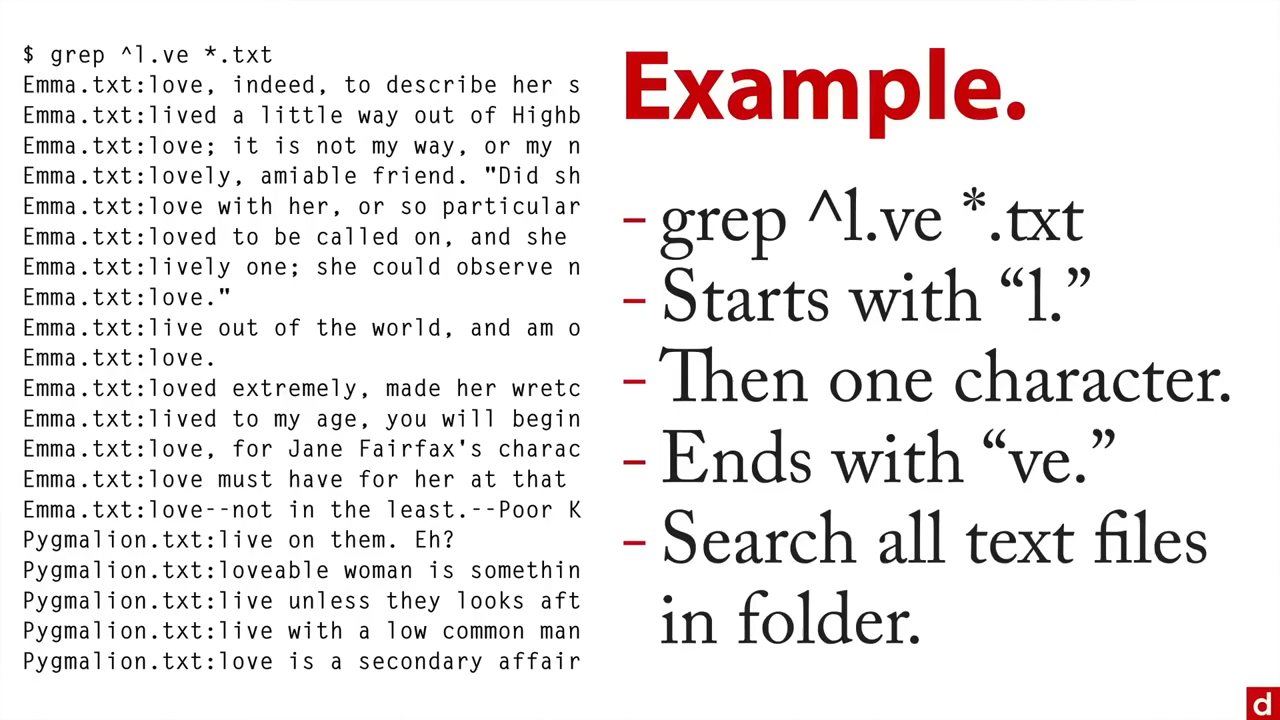 $ grep ^l.ve *.txt
Emma.txt:love, indeed, to describe her s
Emma.txt:lived a little way out of Highb
Emma.txt:love; it is not my way, or my n
Emma.txt:lovely, amiable friend. "Did sh
Emma.txt:love with her, or so particular
Emma.txt:loved to be called on, and she
Emma.txt:lively one; she could observe n
Emma.txt:love."
Emma.txt:live out of the world, and am o
Emma.txt:love.
Emma.txt:loved extremely, made her wretc
Emma.txt:lived to my age, you will begin
Emma.txt:love, for Jane Fairfax's charac
Emma.txt:love must have for her at that
Emma.txt:love--not in the least.--Poor K
Pygmalion.txt:live on them. Eh?
Pygmalion.txt:loveable woman is somethin
Pygmalion.txt:live unless they looks aft
Pygmalion.txt:live with a low common man
Pygmalion.txt:love is a secondary affair
Example.
– grep ^l.ve *.txt
– Starts with “l.”
– Then one character.
– Ends with “ve.”
– Search all text files
in folder.
d